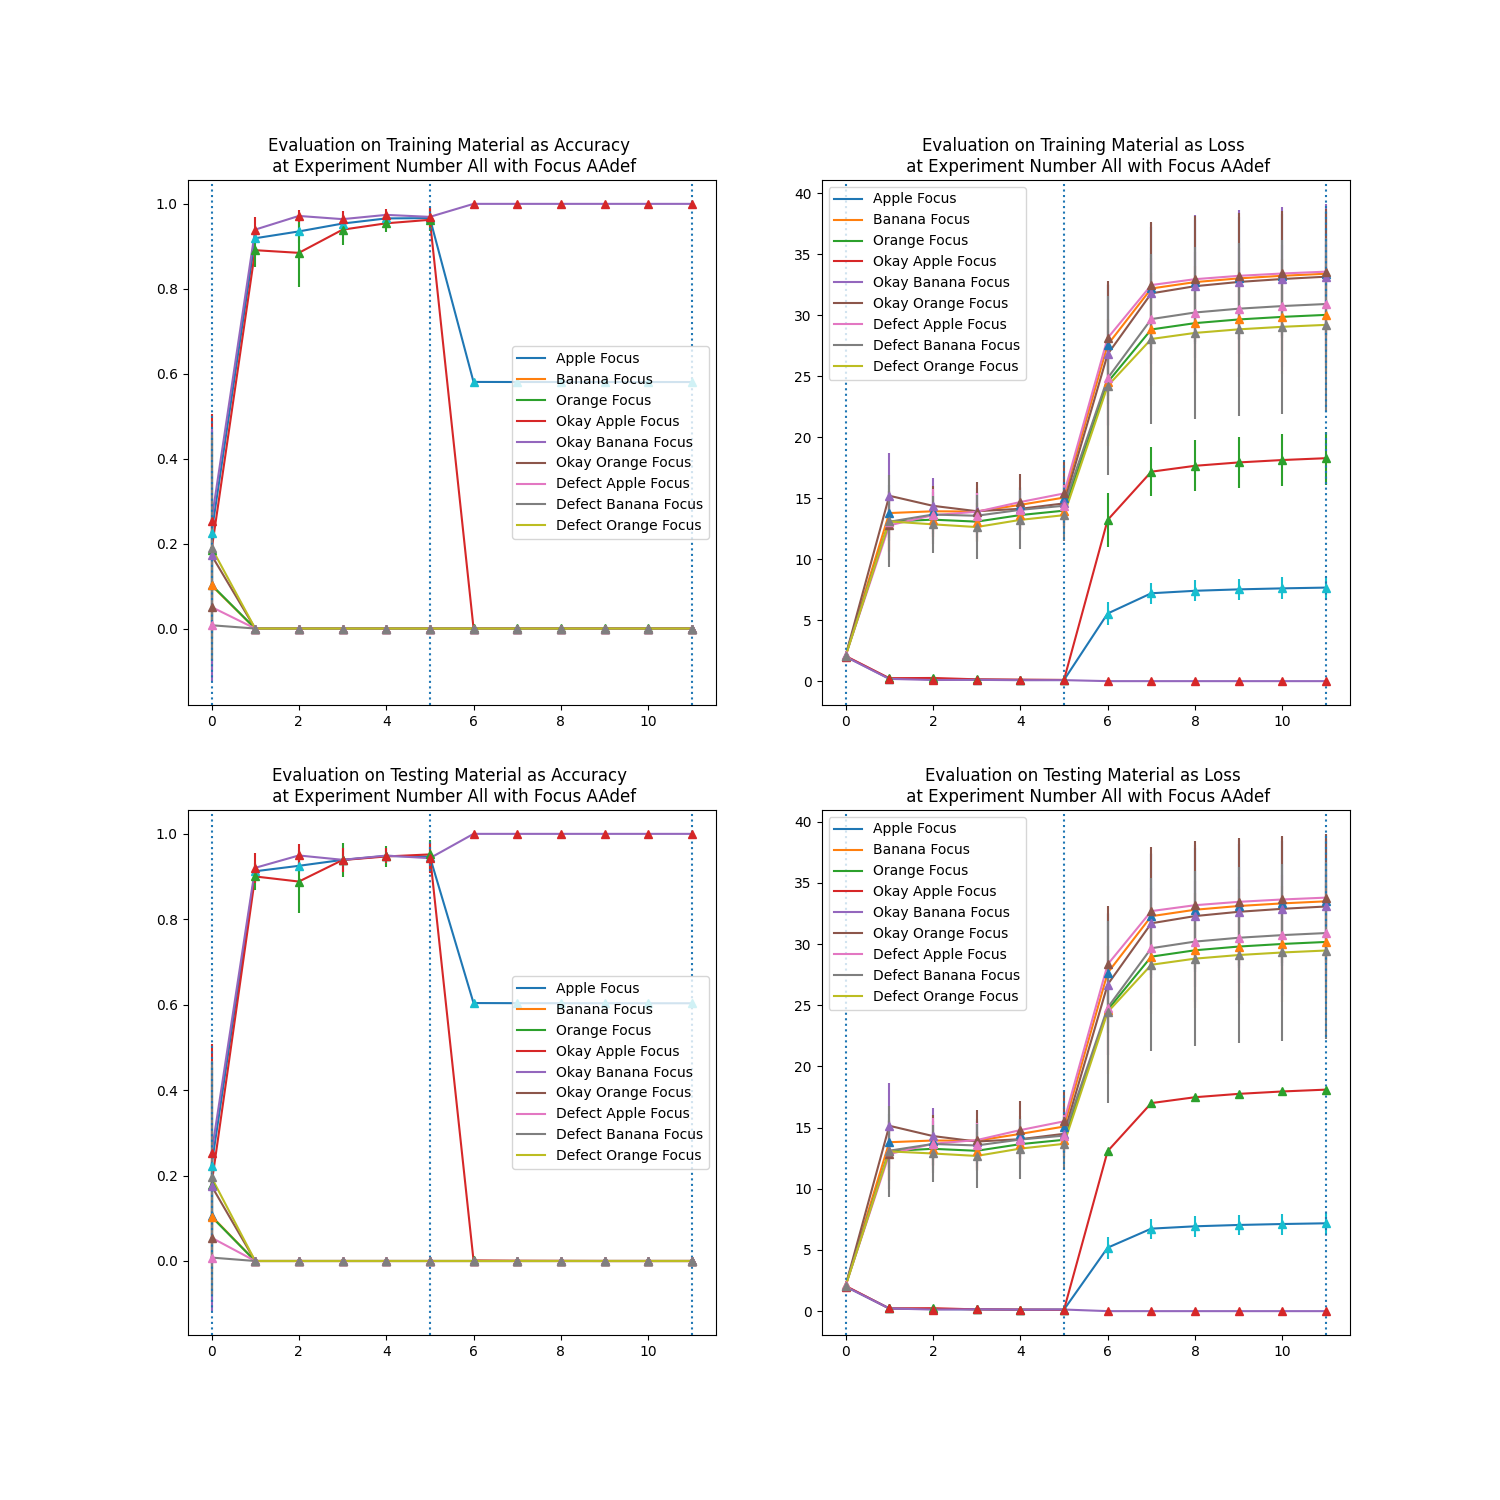 Evaluation on Training Material as Accuracy
at Experiment Number All with Focus AAdef
1.0
0.8
0.6
0.4
0.2
0.0
Apple Focus
Banana Focus
Orange Focus
Okay Apple Focus
Okay Banana Focus
Okay Orange Focus
Defect Apple Focus
Defect Banana Focus
Defect Orange Focus
0 2 4 6 8 10
Evaluation on Training Material as Loss
at Experiment Number All with Focus AAdef
40
35
30
25
20
15
10
5
0
Apple Focus
Banana Focus
Orange Focus
Okay Apple Focus
Okay Banana Focus
Okay Orange Focus
Defect Apple Focus
Defect Banana Focus
Defect Orange Focus
0 2 4 6 8 10
Evaluation on Testing Material as Accuracy
at Experiment Number All with Focus AAdef
1.0
0.8
0.6
0.4
0.2
0.0
Apple Focus
Banana Focus
Orange Focus
Okay Apple Focus
Okay Banana Focus
Okay Orange Focus
Defect Apple Focus
Defect Banana Focus
Defect Orange Focus
0 2 4 6 8 10
Evaluation on Testing Material as Loss
at Experiment Number All with Focus AAdef
40
35
30
25
20
15
10
5
0
Apple Focus
Banana Focus
Orange Focus
Okay Apple Focus
Okay Banana Focus
Okay Orange Focus
Defect Apple Focus
Defect Banana Focus
Defect Orange Focus
0 2 4 6 8 10